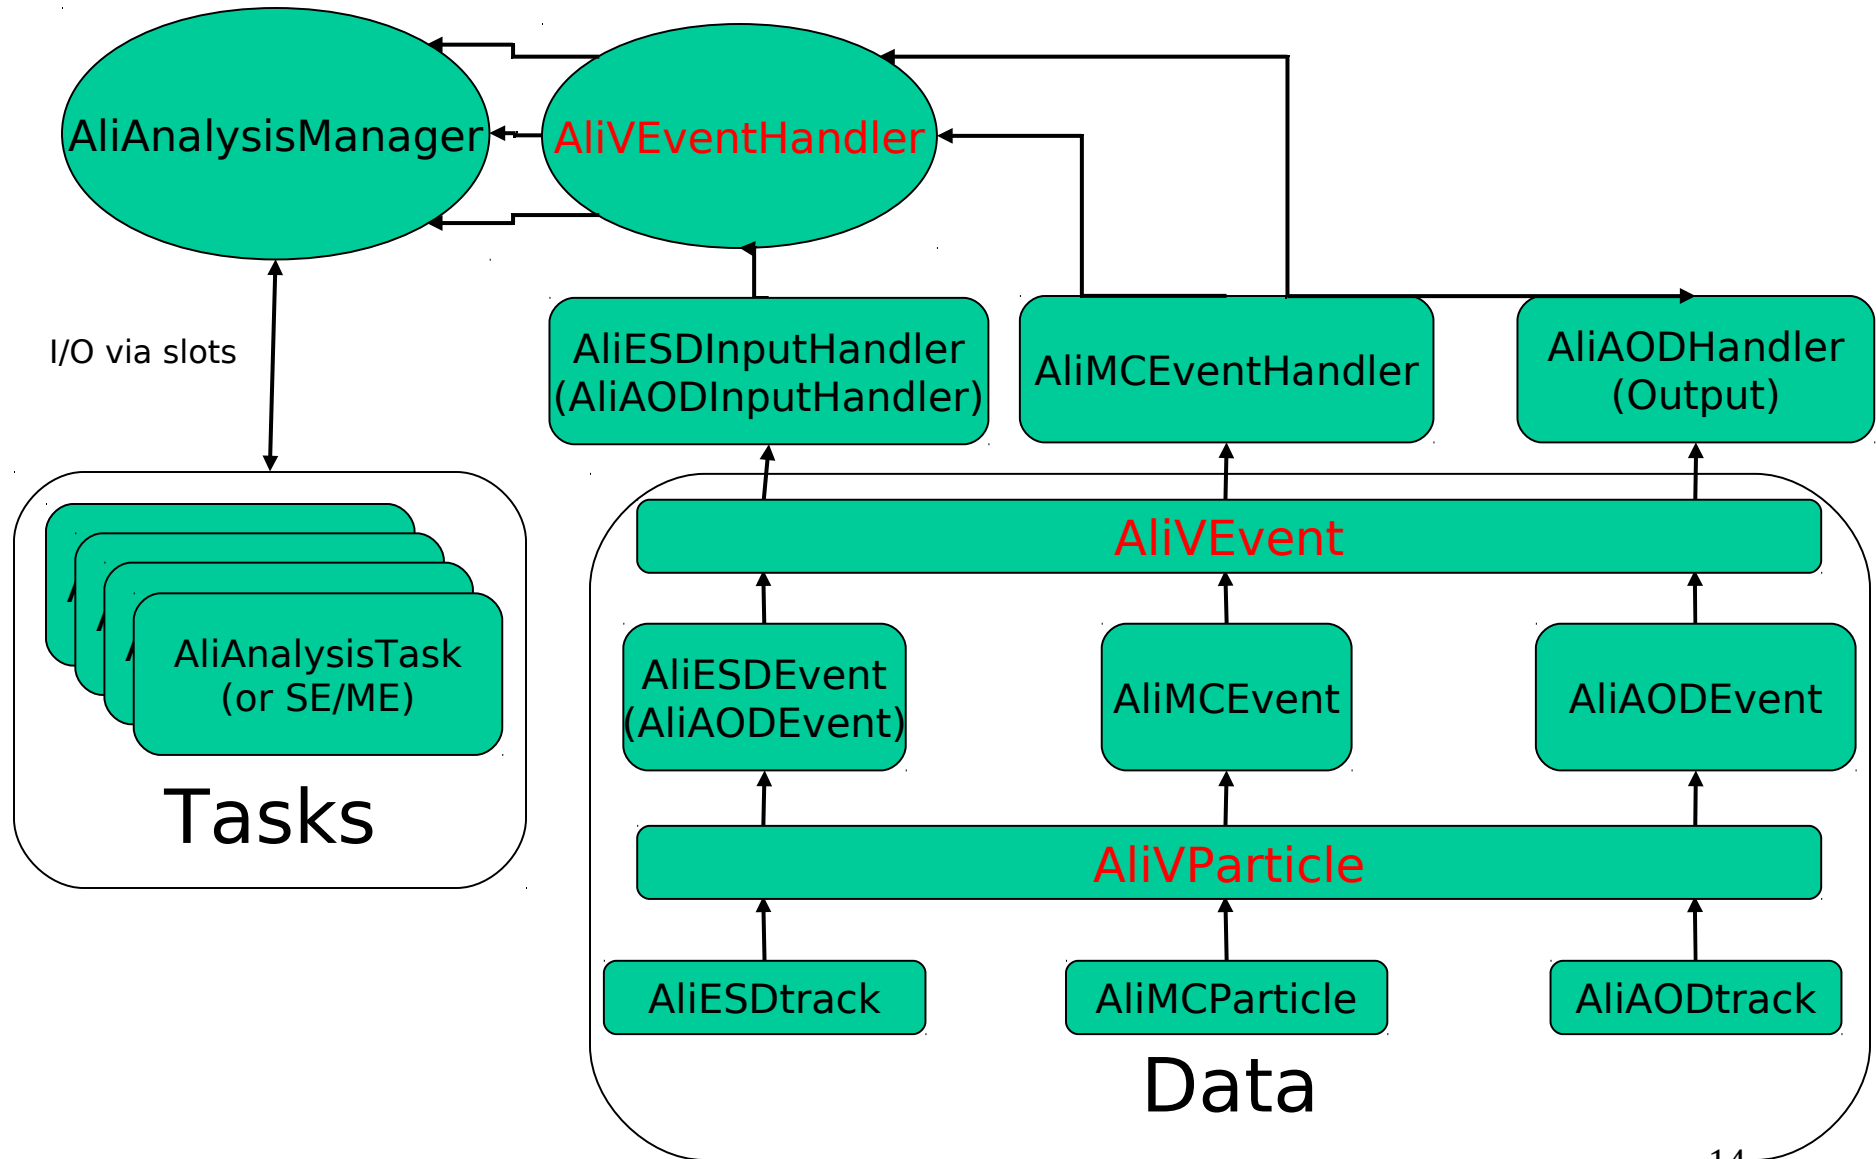 AliAnalysisManager
AliVEventHandler
I/O via slots
AliESDInputHandler
(AliAODInputHandler)
AliMCEventHandler
AliAODHandler
(Output)
AliVEvent
A
A
A
AliAnalysisTask
(or SE/ME)
Tasks
AliESDEvent
(AliAODEvent)
AliMCEvent
AliAODEvent
AliVParticle
AliESDtrack
AliMCParticle
AliAODtrack
Data
14